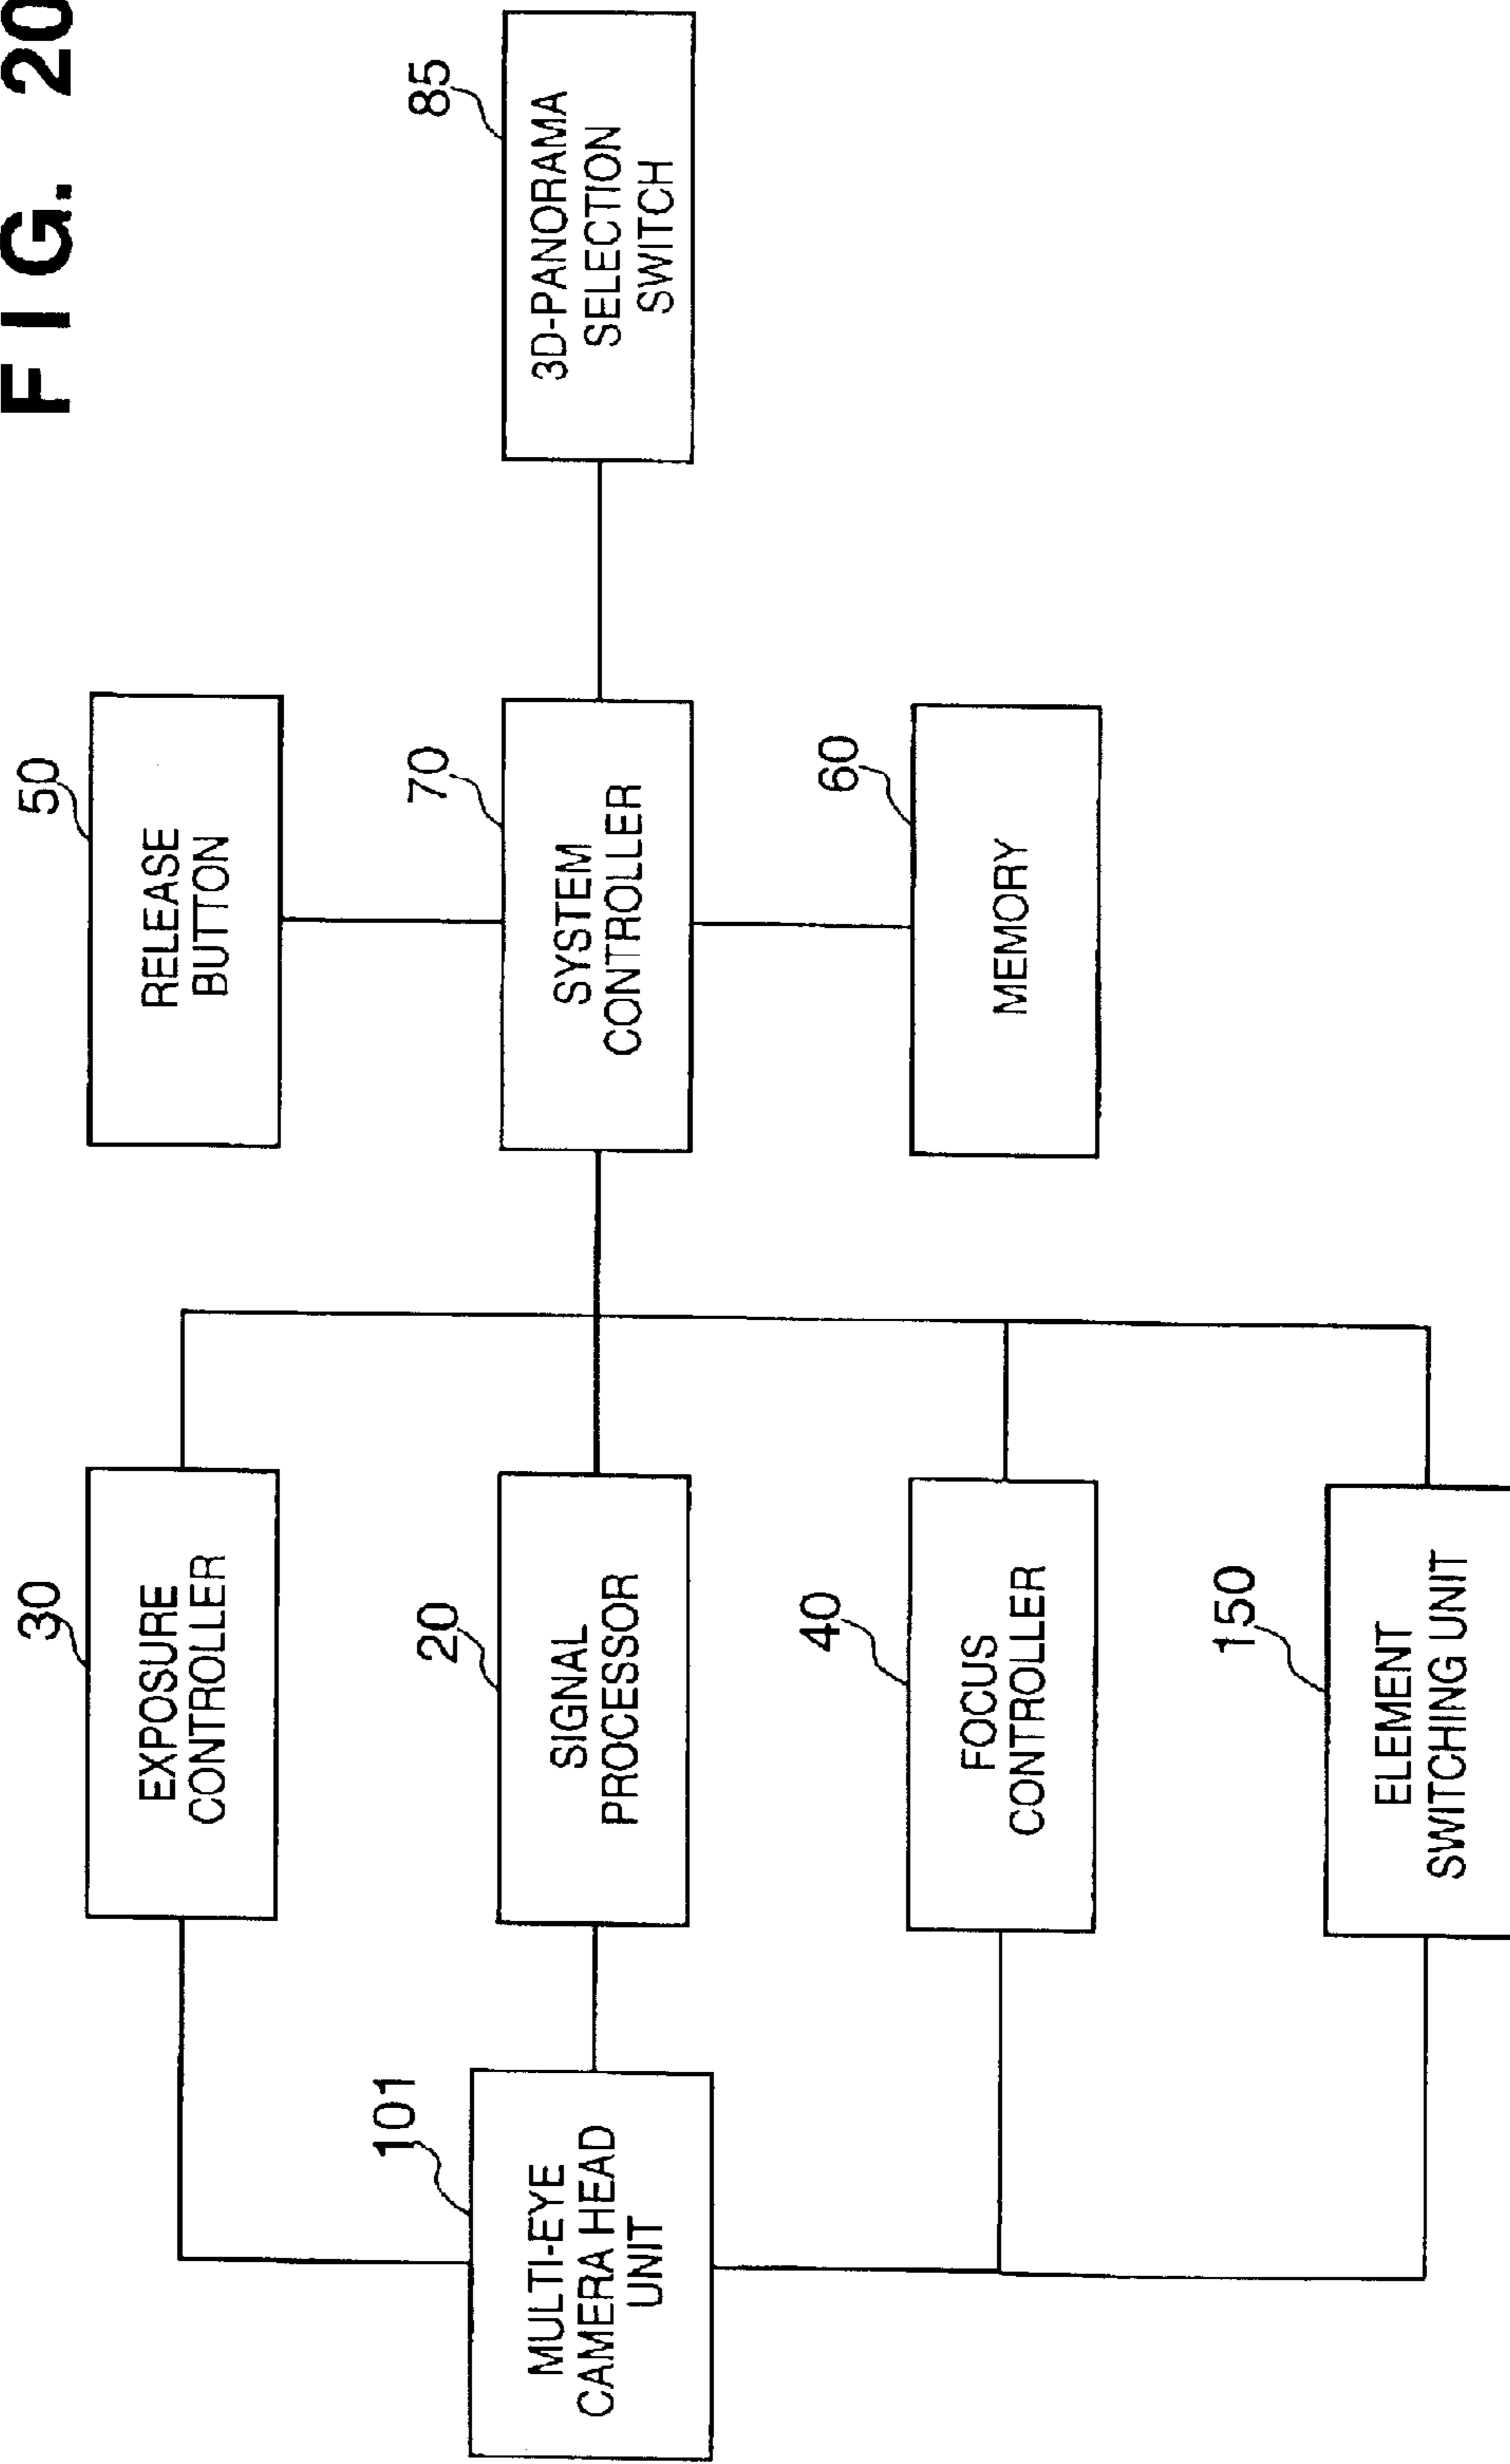 FIG. 20
50
RELEASE
BUTTON
30
EXPOSURE
CONTROLLER
101
MULTI-EYE
CAMERA HEAD
UNIT
20
SIGNAL
PROCESSOR
70
SYSTEM
CONTROLLER
85
3D-PANORAMA
SELECTION
SWITCH
40
FOCUS
CONTROLLER
60
MEMORY
150
ELEMENT
SWITCHING UNIT